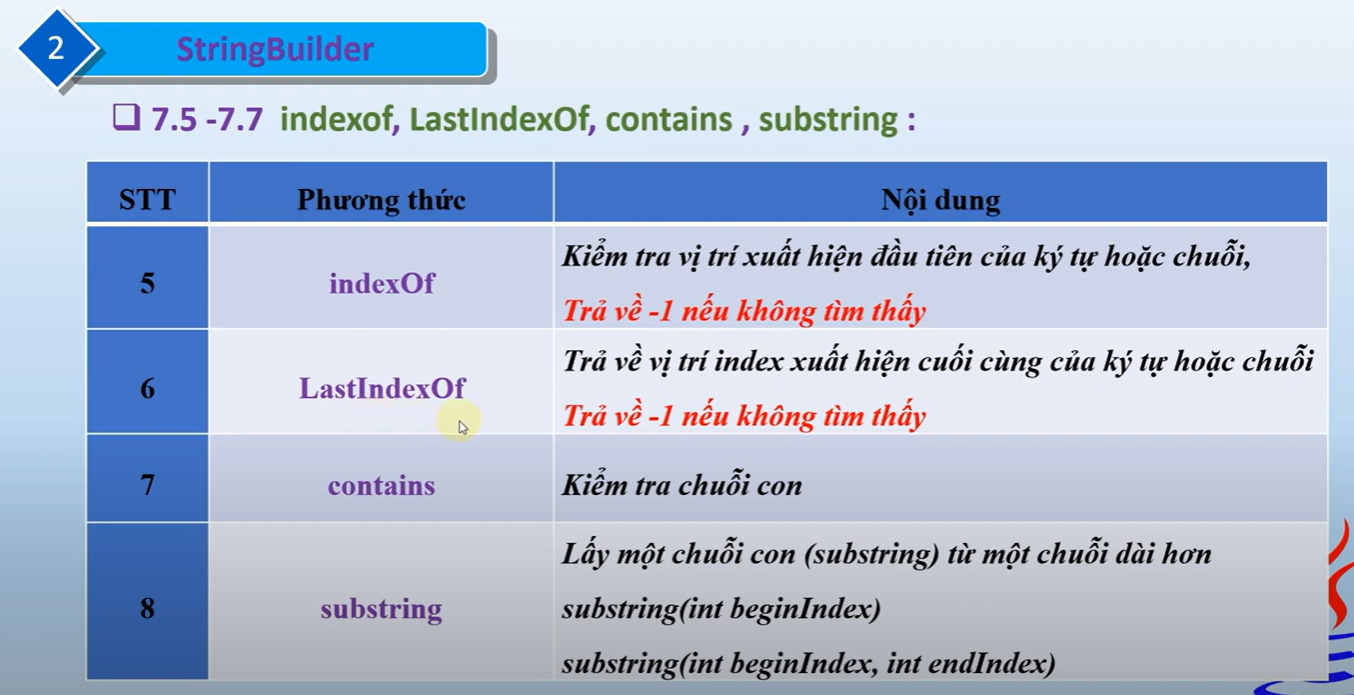 2
StringBuilder
7.5 -7.7 indexof, LastIndexOf, contains , substring :
STT Phương thức Nội dung
5 indexOf Kiểm tra vị trí xuất hiện đầu tiên của ký tự hoặc chuỗi,
Trả về -1 nếu không tìm thấy
6 LastIndexOf Trả về vị trí index xuất hiện cuối cùng của ký tự hoặc chuỗi
Trả về -1 nếu không tìm thấy
7 contains Kiểm tra chuỗi con
8 substring Lấy một chuỗi con (substring) từ một chuỗi dài hơn
substring(int beginIndex)
substring(int beginIndex, int endIndex)